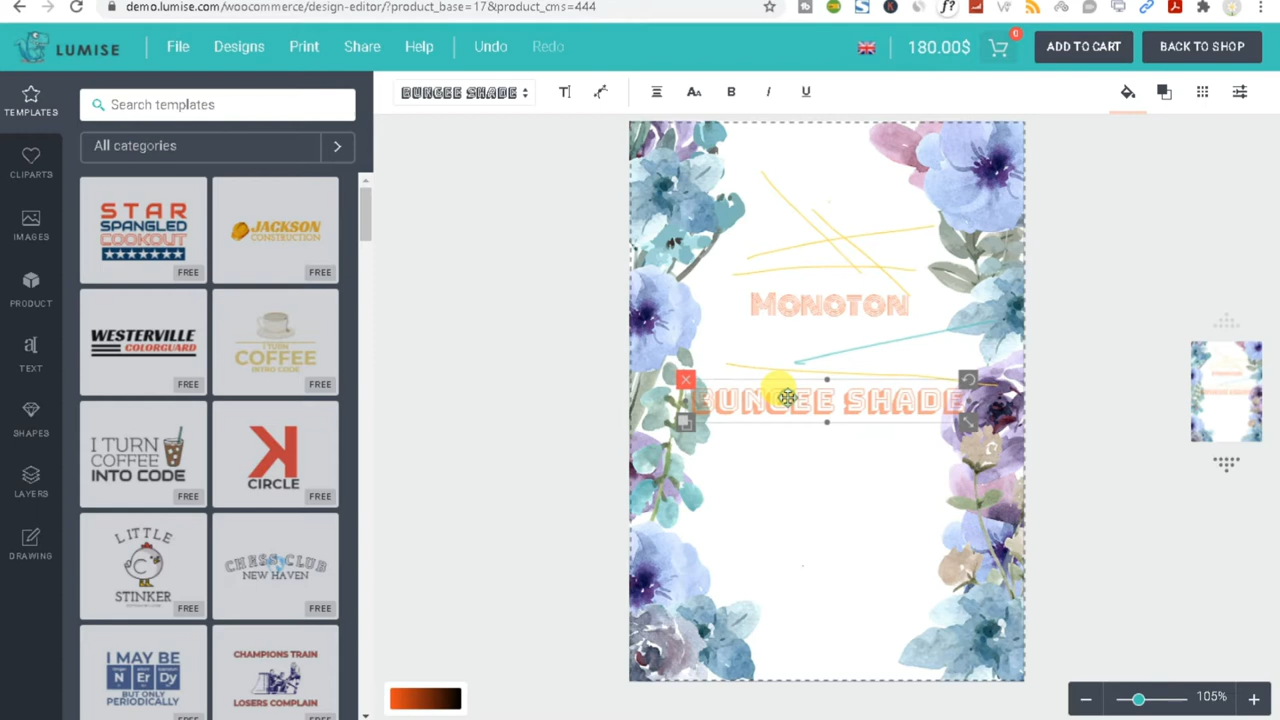 demo.lumise.com/woocommerce/design-editor/?product_base=17&product_cms=444
LUMISE
File
Designs
Print
Share
Help
Undo
Redo
180.00$
0
ADD TO CART
BACK TO SHOP
TEMPLATES
CLIPARTS
IMAGES
PRODUCT
TEXT
SHAPES
LAYERS
DRAWING
Search templates
All categories
STAR
SPANGLED
COOKOUT
FREE
JACKSON
CONSTRUCTION
FREE
WESTERVILLE
COLORGUARD
FREE
I TURN
COFFEE
INTRO CODE
FREE
I TURN
COFFEE
INTO CODE
FREE
K
CIRCLE
FREE
LITTLE
STINKER
FREE
CHESS CLUB
NEW HAVEN
FREE
I MAY BE
N Er Dy
BUT ONLY
PERIODICALLY
CHAMPIONS TRAIN
LOSERS COMPLAIN
BUNGEE SHADE
B
I
U
MONOTON
BUNGEE SHADE
105%